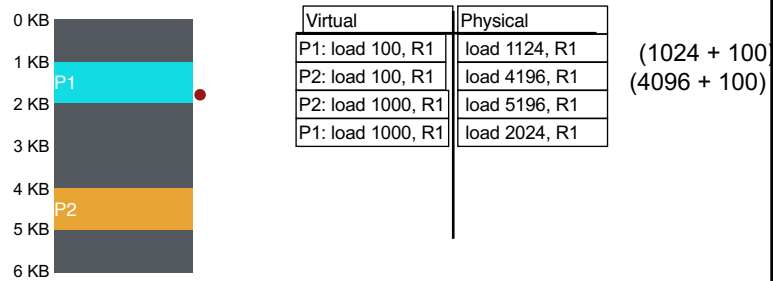 0 KB
1 KB
P1
2 KB
3 KB
4 KB
P2
5 KB
6 KB
Virtual Physical
P1: load 100, R1 load 1124, R1 (1024 + 100)
P2: load 100, R1 load 4196, R1 (4096 + 100)
P2: load 1000, R1 load 5196, R1
P1: load 1000, R1 load 2024, R1